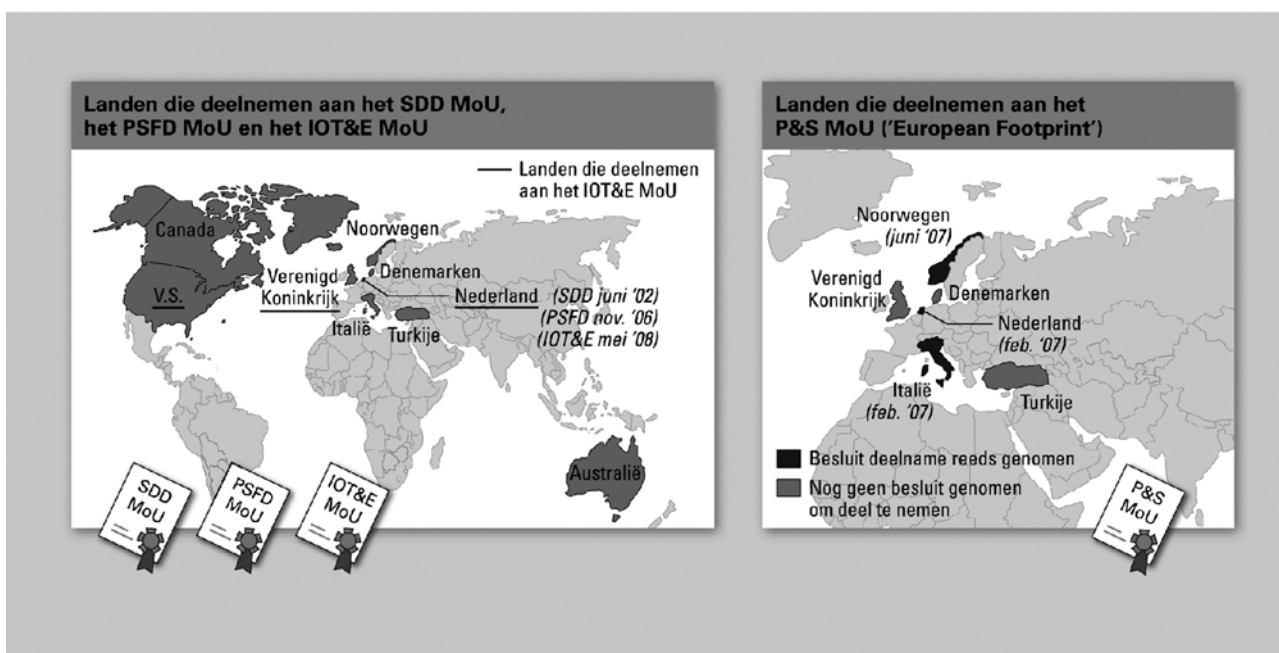 Landen die deelnemen aan het SDD MoU,
het PSFD MoU en het IOT&E MoU
Landen die deelnemen
aan het IOT&E MoU
Canada
Noorwegen
V.S.
Verenigd
Koninkrijk
Denemarken
Nederland
(SDD juni '02)
(PSFD nov. '06)
(IOT&E mei '08)
Italië
Turkije
Australië
SDD
MoU
PSFD
MoU
IOT&E
MoU
Landen die deelnemen aan het
P&S MoU ('European Footprint')
Noorwegen
(juni '07)
Verenigd
Koninkrijk
Denemarken
Nederland
(feb. '07)
Italië
(feb. '07)
Turkije
Besluit deelname reeds genomen
Nog geen besluit genomen
om deel te nemen
P&S
MoU